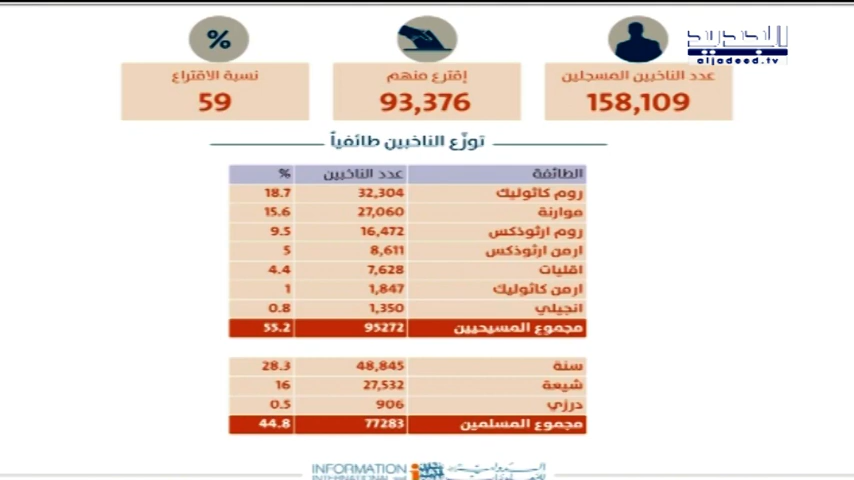 الجديد
aljadeed.tv
عدد الناخبين المسجلين
158,109
إقترع منهم
93,376
%
نسبة الاقتراع
59
توزّع الناخبين طائفياً
الطائفة عدد الناخبين %
روم كاثوليك 32,304 18.7
موارنة 27,060 15.6
روم ارثوذكس 16,472 9.5
ارمن ارثوذكس 8,611 5
اقليات 7,628 4.4
ارمن كاثوليك 1,847 1
انجيلي 1,350 0.8
مجموع المسيحيين 95272 55.2
سنة 48,845 28.3
شيعة 27,532 16
درزي 906 0.5
مجموع المسلمين 77283 44.8
INFORMATION
INTERNATIONAL